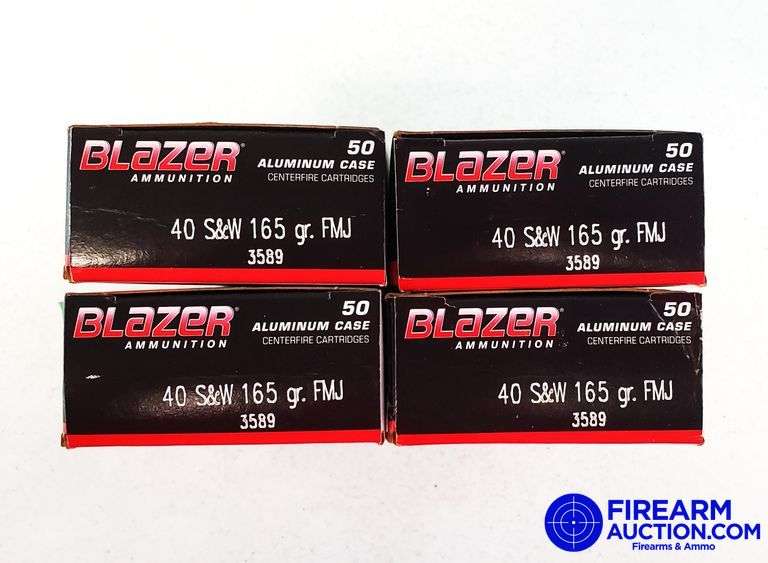 BLazer
AMMUNITION
50
ALUMINUM CASE
CENTERFIRE CARTRIDGES
40 S&W 165 gr. FMJ
3589
BLazer
AMMUNITION
50
ALUMINUM CASE
CENTERFIRE CARTRIDGES
40 S&W 165 gr. FMJ
3589
BLazer
AMMUNITION
50
ALUMINUM CASE
CENTERFIRE CARTRIDGES
40 S&W 165 gr. FMJ
3589
BLazer
AMMUNITION
50
ALUMINUM CASE
CENTERFIRE CARTRIDGES
40 S&W 165 gr. FMJ
3589
FIREARM
AUCTION.COM
Firearms & Ammo